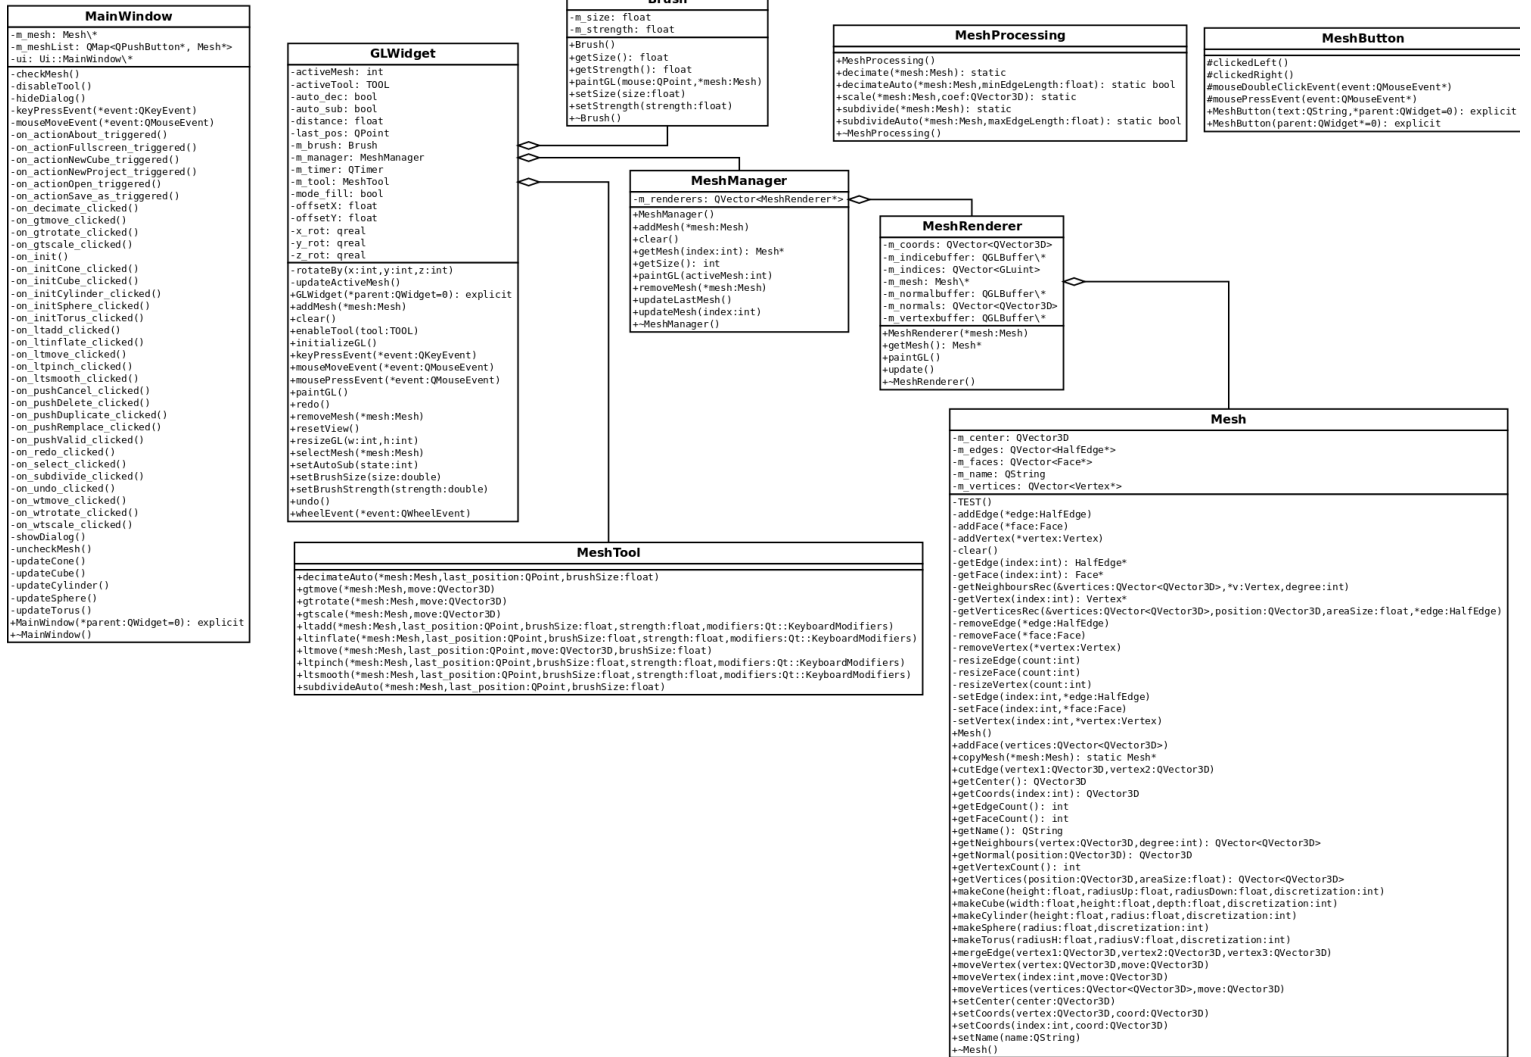 MainWindow
-m_mesh: Mesh\*
-m_meshList: QMap<QPushButton*, Mesh*>
-ui: Ui::MainWindow\*
-checkMesh()
-disableTool()
-hideDialog()
-keyPressEvent(*event:QKeyEvent)
-mouseMoveEvent(*event:QMouseEvent)
-on_actionAbout_triggered()
-on_actionFullscreen_triggered()
-on_actionNewCube_triggered()
-on_actionNewProject_triggered()
-on_actionOpen_triggered()
-on_actionSave_as_triggered()
-on_decimate_clicked()
-on_gtmove_clicked()
-on_gtrotate_clicked()
-on_gtscale_clicked()
-on_init()
-on_initCone_clicked()
-on_initCube_clicked()
-on_initCylinder_clicked()
-on_initSphere_clicked()
-on_initTorus_clicked()
-on_ltadd_clicked()
-on_ltinflate_clicked()
-on_ltmove_clicked()
-on_ltpinch_clicked()
-on_ltsmooth_clicked()
-on_pushCancel_clicked()
-on_pushDelete_clicked()
-on_pushDuplicate_clicked()
-on_pushRemplace_clicked()
-on_pushValid_clicked()
-on_redo_clicked()
-on_select_clicked()
-on_subdivide_clicked()
-on_undo_clicked()
-on_wtmove_clicked()
-on_wtrotate_clicked()
-on_wtscale_clicked()
-showDialog()
-uncheckMesh()
-updateCone()
-updateCube()
-updateCylinder()
-updateSphere()
-updateTorus()
+MainWindow(*parent:QWidget=0): explicit
+~MainWindow()
GLWidget
-activeMesh: int
-activeTool: TOOL
-auto_dec: bool
-auto_sub: bool
-distance: float
-last_pos: QPoint
-m_brush: Brush
-m_manager: MeshManager
-m_timer: QTimer
-m_tool: MeshTool
-mode_fill: bool
-offsetX: float
-offsetY: float
-x_rot: qreal
-y_rot: qreal
-z_rot: qreal
-rotateBy(x:int,y:int,z:int)
-updateActiveMesh()
+GLWidget(*parent:QWidget=0): explicit
+addMesh(*mesh:Mesh)
+clear()
+enableTool(tool:TOOL)
+initializeGL()
+keyPressEvent(*event:QKeyEvent)
+mouseMoveEvent(*event:QMouseEvent)
+mousePressEvent(*event:QMouseEvent)
+paintGL()
+redo()
+removeMesh(*mesh:Mesh)
+resetView()
+resizeGL(w:int,h:int)
+selectMesh(*mesh:Mesh)
+setAutoSub(state:int)
+setBrushSize(size:double)
+setBrushStrength(strength:double)
+undo()
+wheelEvent(*event:QWheelEvent)
Brush
-m_size: float
-m_strength: float
+Brush()
+getSize(): float
+getStrength(): float
+paintGL(mouse:QPoint,*mesh:Mesh)
+setSize(size:float)
+setStrength(strength:float)
+~Brush()
MeshProcessing
+MeshProcessing()
+decimate(*mesh:Mesh): static
+decimateAuto(*mesh:Mesh,minEdgeLength:float): static bool
+scale(*mesh:Mesh,coef:QVector3D): static
+subdivide(*mesh:Mesh): static
+subdivideAuto(*mesh:Mesh,maxEdgeLength:float): static bool
+~MeshProcessing()
MeshButton
#clickedLeft()
#clickedRight()
#mouseDoubleClickEvent(event:QMouseEvent*)
#mousePressEvent(event:QMouseEvent*)
+MeshButton(text:QString,*parent:QWidget=0): explicit
+MeshButton(parent:QWidget*=0): explicit
MeshManager
-m_renderers: QVector<MeshRenderer*>
+MeshManager()
+addMesh(*mesh:Mesh)
+clear()
+getMesh(index:int): Mesh*
+getSize(): int
+paintGL(activeMesh:int)
+removeMesh(*mesh:Mesh)
+updateLastMesh()
+updateMesh(index:int)
+~MeshManager()
MeshRenderer
-m_coords: QVector<QVector3D>
-m_indicebuffer: QGLBuffer\*
-m_indices: QVector<GLuint>
-m_mesh: Mesh\*
-m_normalbuffer: QGLBuffer\*
-m_normals: QVector<QVector3D>
-m_vertexbuffer: QGLBuffer\*
+MeshRenderer(*mesh:Mesh)
+getMesh(): Mesh*
+paintGL()
+update()
+~MeshRenderer()
MeshTool
+decimateAuto(*mesh:Mesh,last_position:QPoint,brushSize:float)
+gtmove(*mesh:Mesh,move:QVector3D)
+gtrotate(*mesh:Mesh,move:QVector3D)
+gtscale(*mesh:Mesh,move:QVector3D)
+ltadd(*mesh:Mesh,last_position:QPoint,brushSize:float,strength:float,modifiers:Qt::KeyboardModifiers)
+ltinflate(*mesh:Mesh,last_position:QPoint,brushSize:float,strength:float,modifiers:Qt::KeyboardModifiers)
+ltmove(*mesh:Mesh,last_position:QPoint,move:QVector3D,brushSize:float)
+ltpinch(*mesh:Mesh,last_position:QPoint,brushSize:float,strength:float,modifiers:Qt::KeyboardModifiers)
+ltsmooth(*mesh:Mesh,last_position:QPoint,brushSize:float,strength:float,modifiers:Qt::KeyboardModifiers)
+subdivideAuto(*mesh:Mesh,last_position:QPoint,brushSize:float)
Mesh
-m_center: QVector3D
-m_edges: QVector<HalfEdge*>
-m_faces: QVector<Face*>
-m_name: QString
-m_vertices: QVector<Vertex*>
-TEST()
-addEdge(*edge:HalfEdge)
-addFace(*face:Face)
-addVertex(*vertex:Vertex)
-clear()
-getEdge(index:int): HalfEdge*
-getFace(index:int): Face*
-getNeighboursRec(&vertices:QVector<QVector3D>,*v:Vertex,degree:int)
-getVertex(index:int): Vertex*
-getVerticesRec(&vertices:QVector<QVector3D>,position:QVector3D,areaSize:float,*edge:HalfEdge)
-removeEdge(*edge:HalfEdge)
-removeFace(*face:Face)
-removeVertex(*vertex:Vertex)
-resizeEdge(count:int)
-resizeFace(count:int)
-resizeVertex(count:int)
-setEdge(index:int,*edge:HalfEdge)
-setFace(index:int,*face:Face)
-setVertex(index:int,*vertex:Vertex)
+Mesh()
+addFace(vertices:QVector<QVector3D>)
+copyMesh(*mesh:Mesh): static Mesh*
+cutEdge(vertex1:QVector3D,vertex2:QVector3D)
+getCenter(): QVector3D
+getCoords(index:int): QVector3D
+getEdgeCount(): int
+getFaceCount(): int
+getName(): QString
+getNeighbours(vertex:QVector3D,degree:int): QVector<QVector3D>
+getNormal(position:QVector3D): QVector3D
+getVertexCount(): int
+getVertices(position:QVector3D,areaSize:float): QVector<QVector3D>
+makeCone(height:float,radiusUp:float,radiusDown:float,discretization:int)
+makeCube(width:float,height:float,depth:float,discretization:int)
+makeCylinder(height:float,radius:float,discretization:int)
+makeSphere(radius:float,discretization:int)
+makeTorus(radiusH:float,radiusV:float,discretization:int)
+mergeEdge(vertex1:QVector3D,vertex2:QVector3D,vertex3:QVector3D)
+moveVertex(vertex:QVector3D,move:QVector3D)
+moveVertex(index:int,move:QVector3D)
+moveVertices(vertices:QVector<QVector3D>,move:QVector3D)
+setCenter(center:QVector3D)
+setCoords(vertex:QVector3D,coord:QVector3D)
+setCoords(index:int,coord:QVector3D)
+setName(name:QString)
+~Mesh()